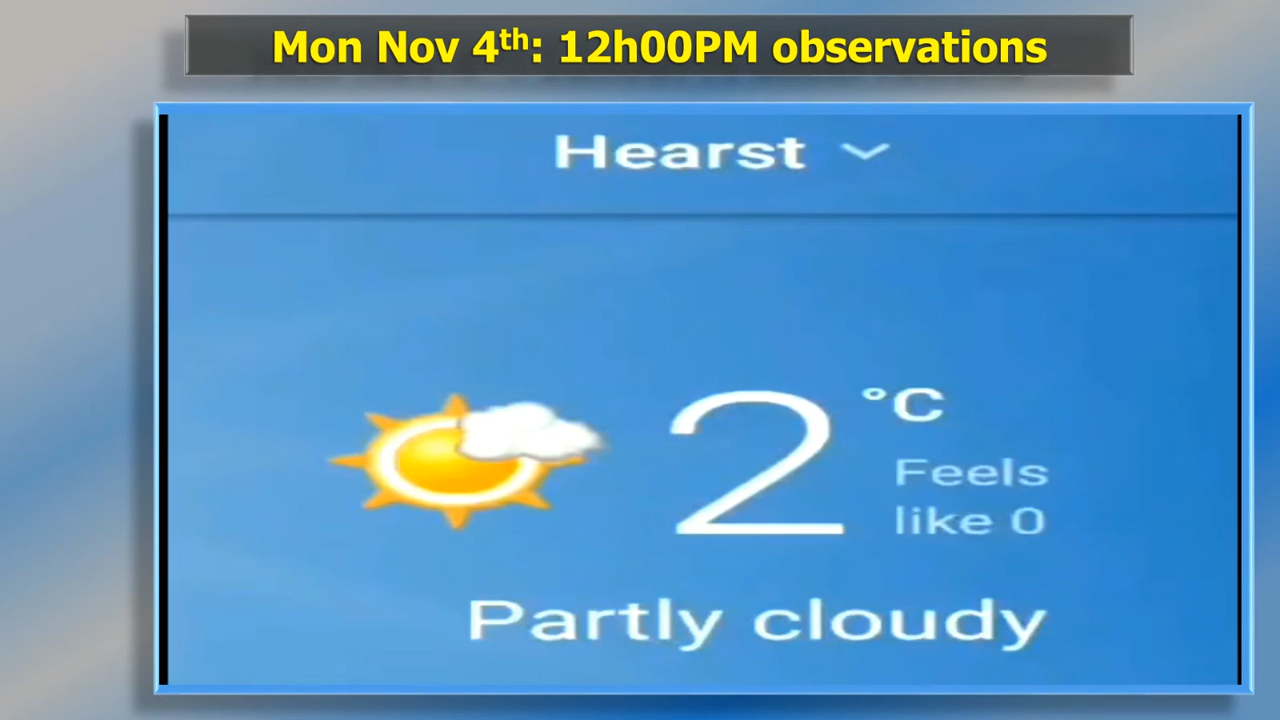 Mon Nov 4th: 12h00PM observations
Hearst
2 °C
Feels
like 0
Partly cloudy